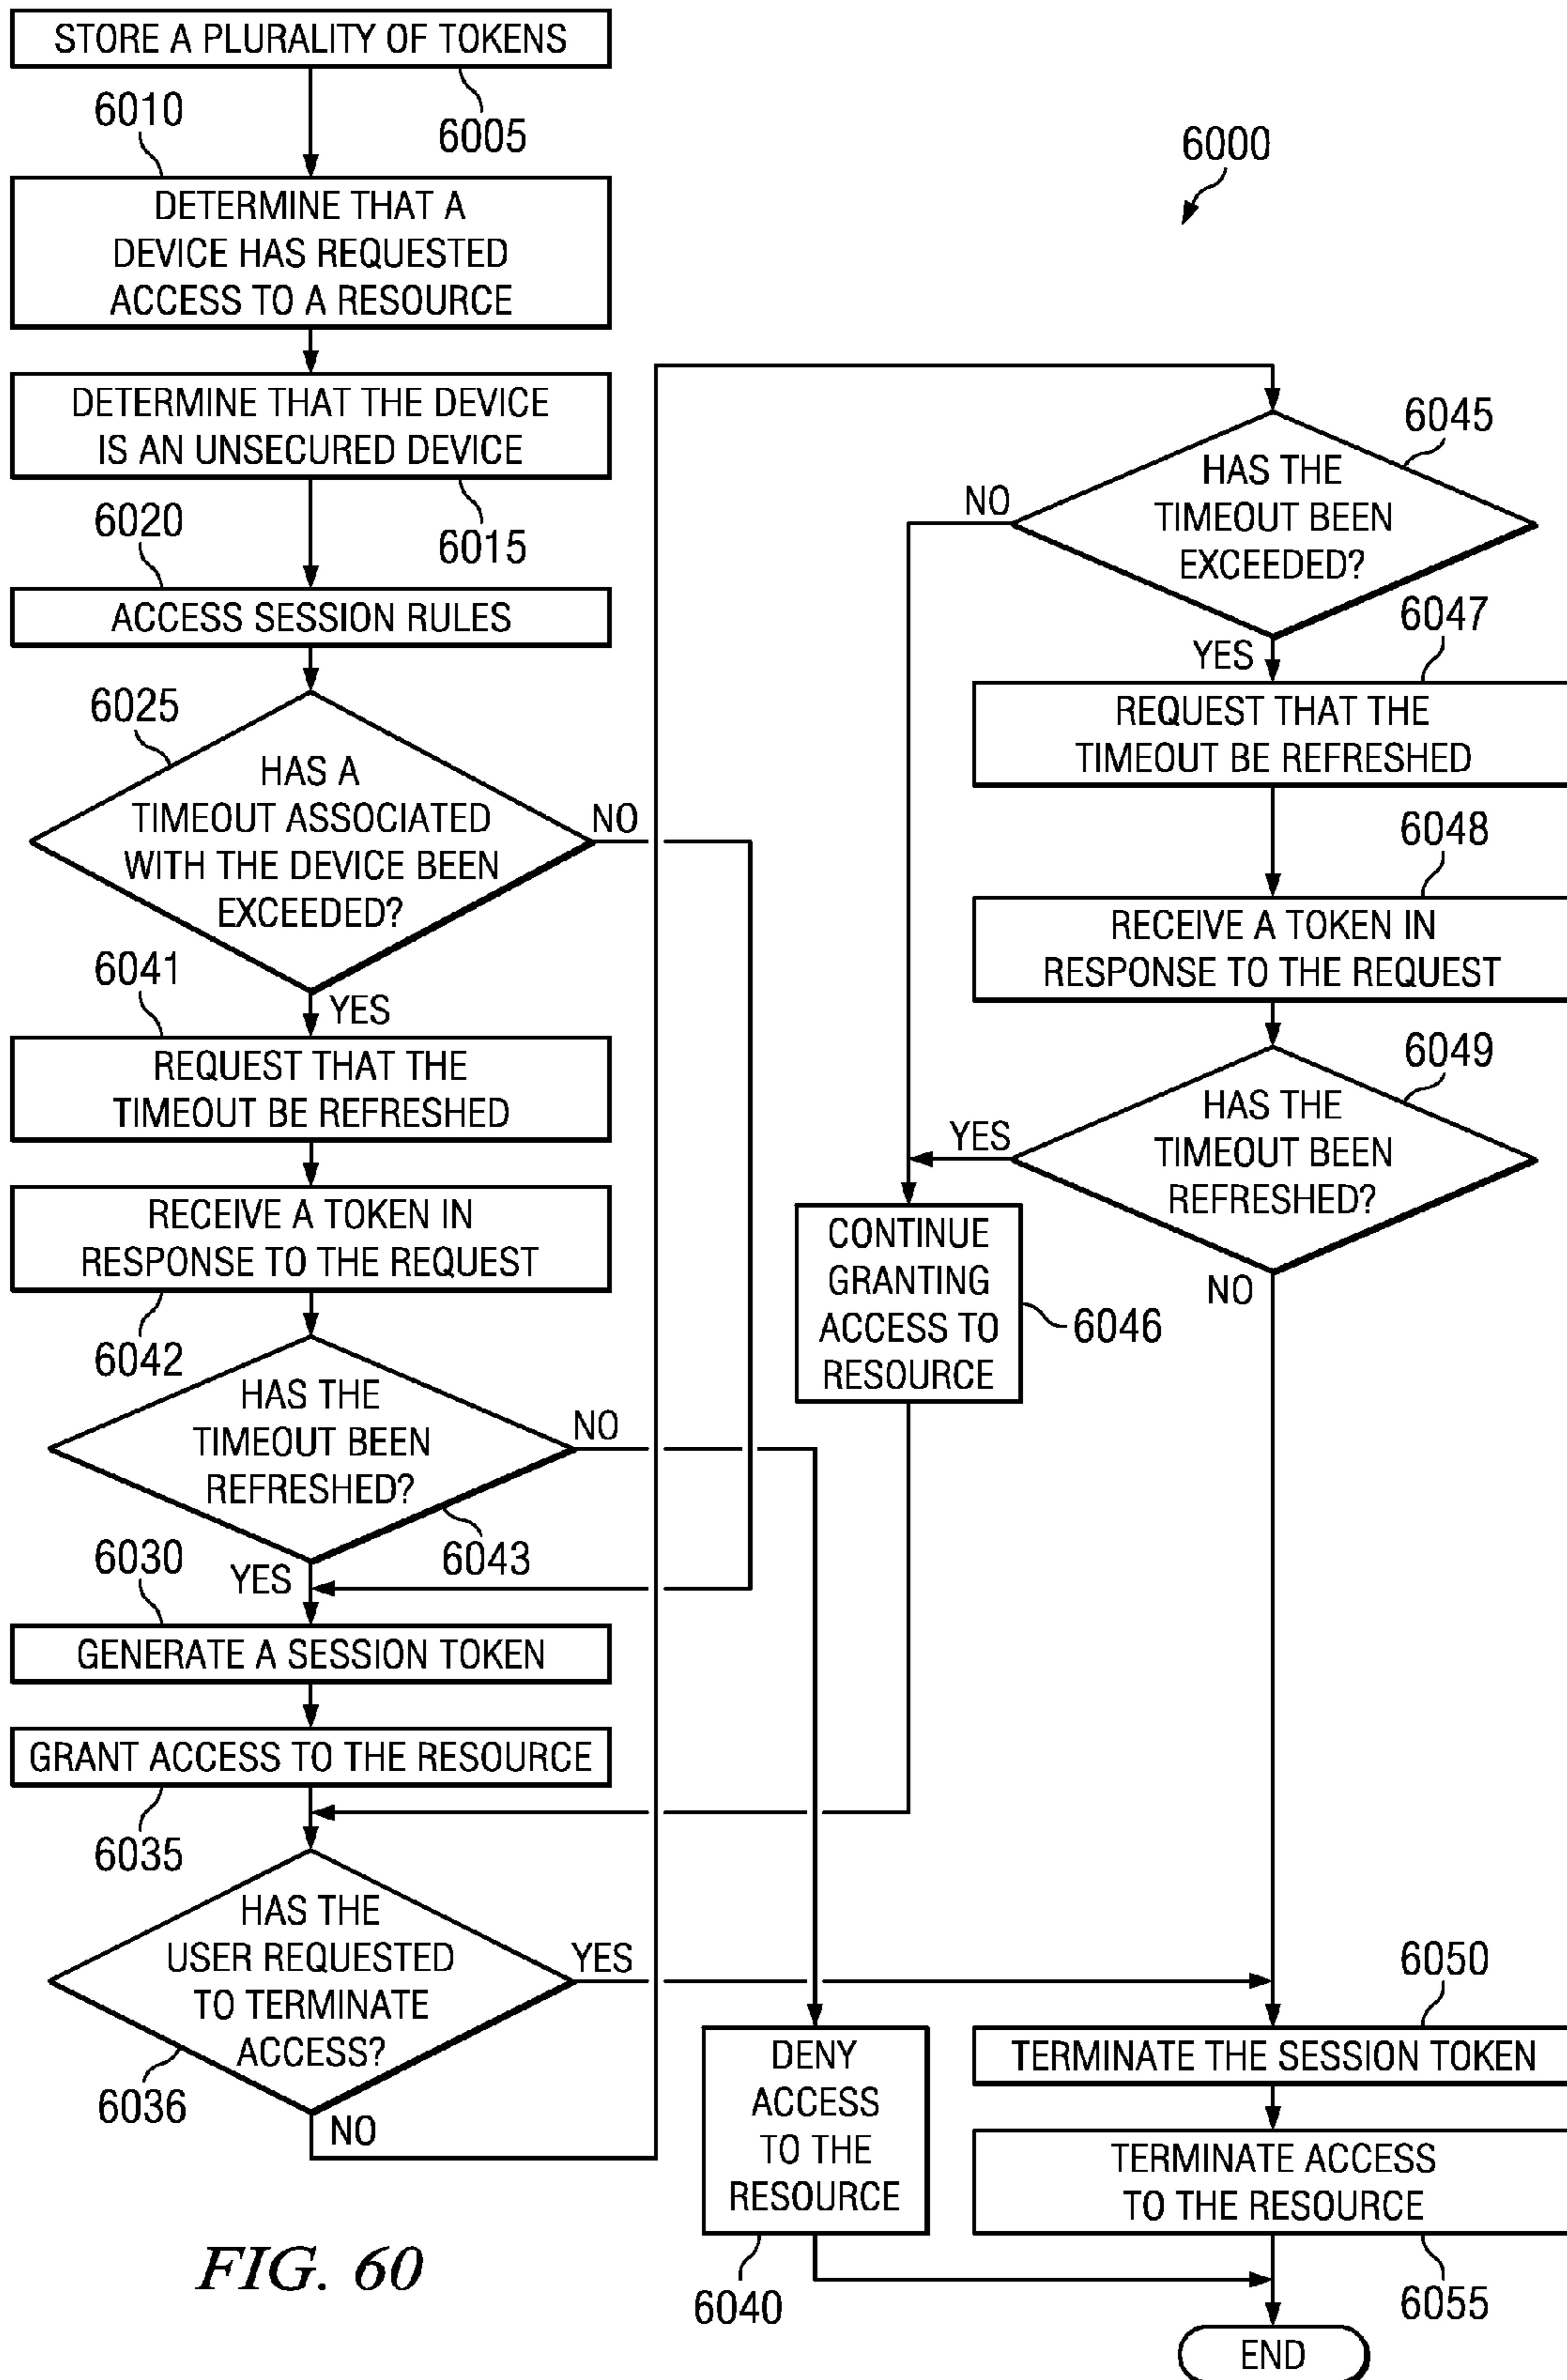 STORE A PLURALITY OF TOKENS
6005
6010
DETERMINE THAT A
DEVICE HAS REQUESTED
ACCESS TO A RESOURCE
DETERMINE THAT THE DEVICE
IS AN UNSECURED DEVICE
6015
6020
ACCESS SESSION RULES
6025
HAS A
TIMEOUT ASSOCIATED
WITH THE DEVICE BEEN
EXCEEDED?
NO
YES
6041
REQUEST THAT THE
TIMEOUT BE REFRESHED
RECEIVE A TOKEN IN
RESPONSE TO THE REQUEST
6042
HAS THE
TIMEOUT BEEN
REFRESHED?
NO
6043
YES
6030
GENERATE A SESSION TOKEN
GRANT ACCESS TO THE RESOURCE
6035
HAS THE
USER REQUESTED
TO TERMINATE
ACCESS?
YES
6036
NO
6000
6045
HAS THE
TIMEOUT BEEN
EXCEEDED?
NO
YES
6047
REQUEST THAT THE
TIMEOUT BE REFRESHED
6048
RECEIVE A TOKEN IN
RESPONSE TO THE REQUEST
6049
HAS THE
TIMEOUT BEEN
REFRESHED?
YES
NO
CONTINUE
GRANTING
ACCESS TO
RESOURCE
6046
DENY
ACCESS
TO THE
RESOURCE
6040
6050
TERMINATE THE SESSION TOKEN
TERMINATE ACCESS
TO THE RESOURCE
6055
END
FIG. 60